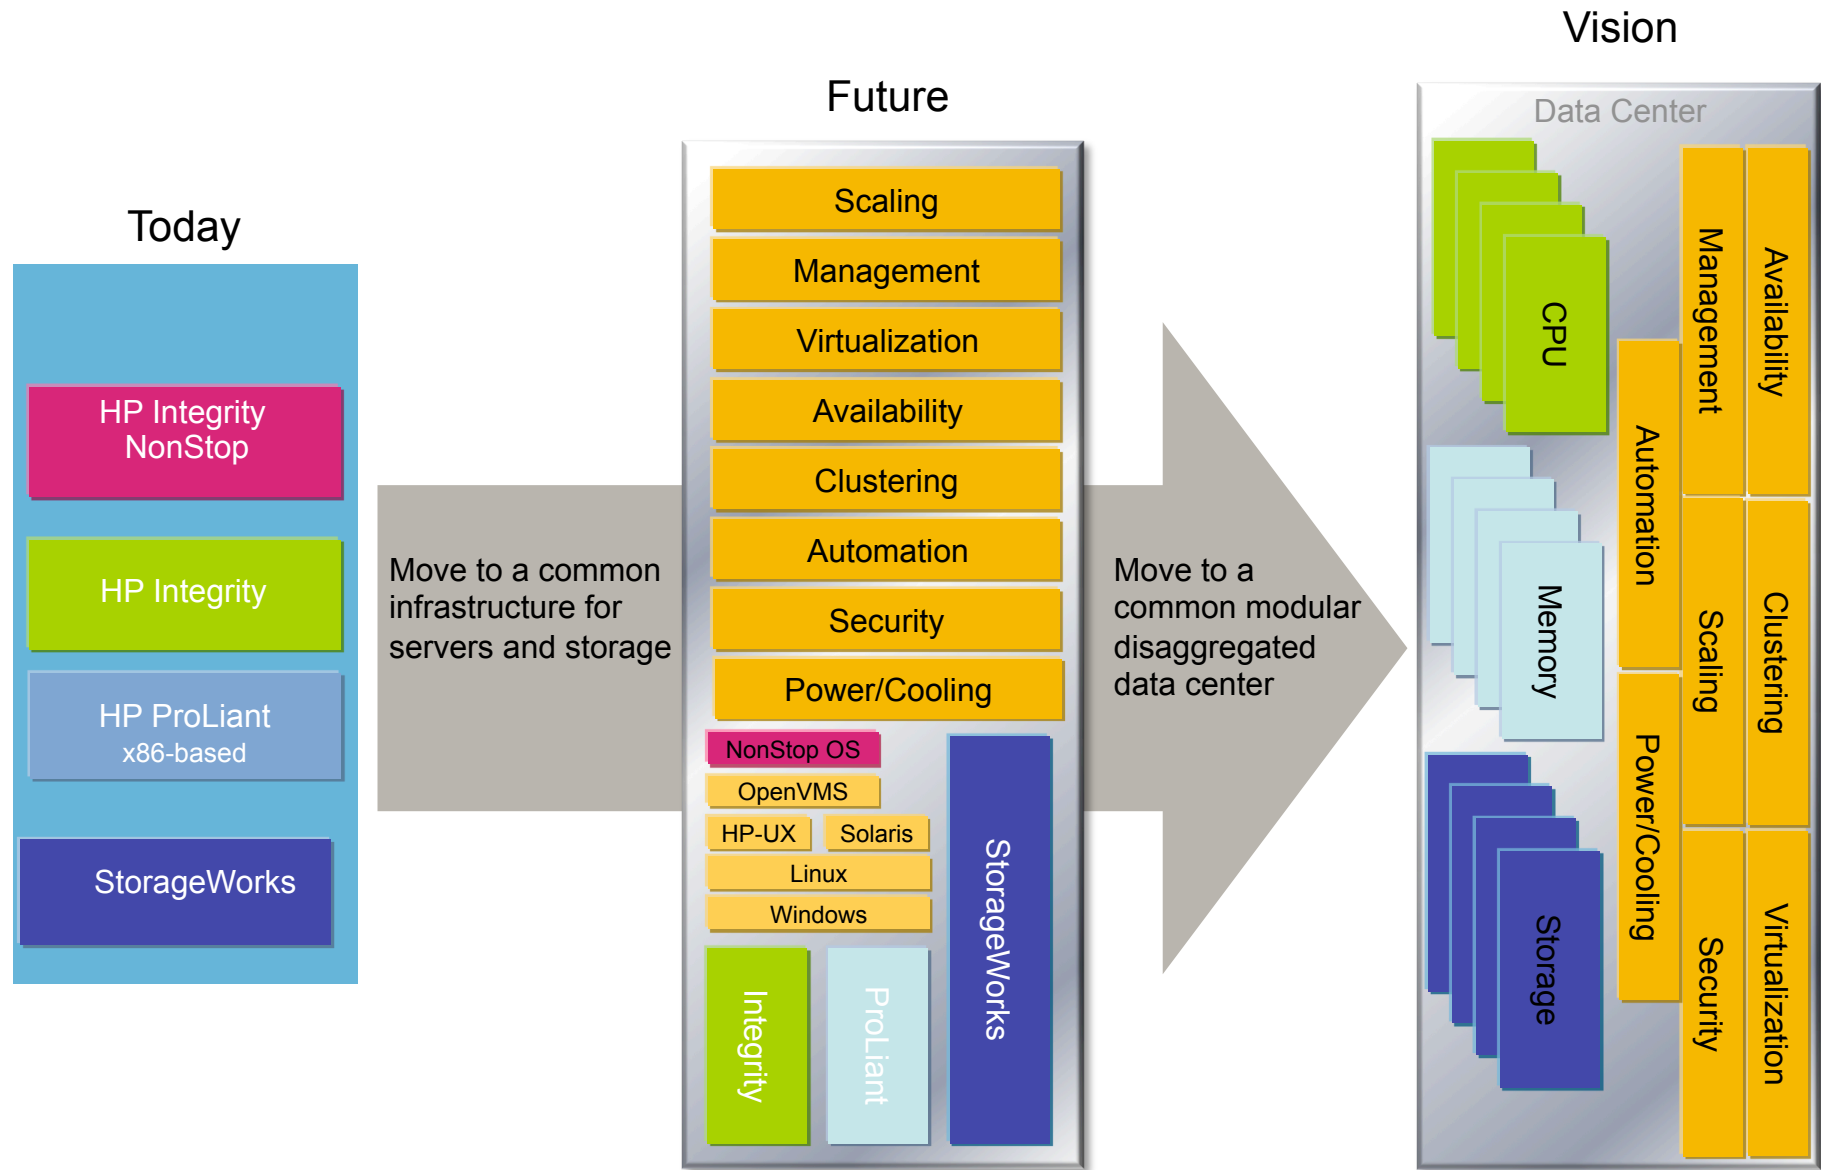 Today
HP Integrity
NonStop
HP Integrity
HP ProLiant
x86-based
StorageWorks
Move to a common
infrastructure for
servers and storage
Future
Scaling
Management
Virtualization
Availability
Clustering
Automation
Security
Power/Cooling
NonStop OS
OpenVMS
HP-UX
Solaris
Linux
Windows
Integrity
ProLiant
StorageWorks
Move to a
common modular
disaggregated
data center
Vision
Data Center
CPU
Memory
Storage
Automation
Power/Cooling
Management
Scaling
Security
Availability
Clustering
Virtualization